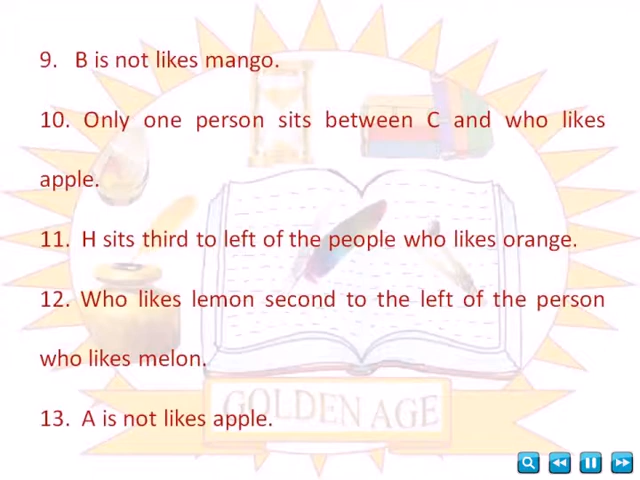 9. B is not likes mango.
10. Only one person sits between C and who likes
apple.
11. H sits third to left of the people who likes orange.
12. Who likes lemon second to the left of the person
who likes melon.
13. A is not likes apple.
GOLDEN AGE